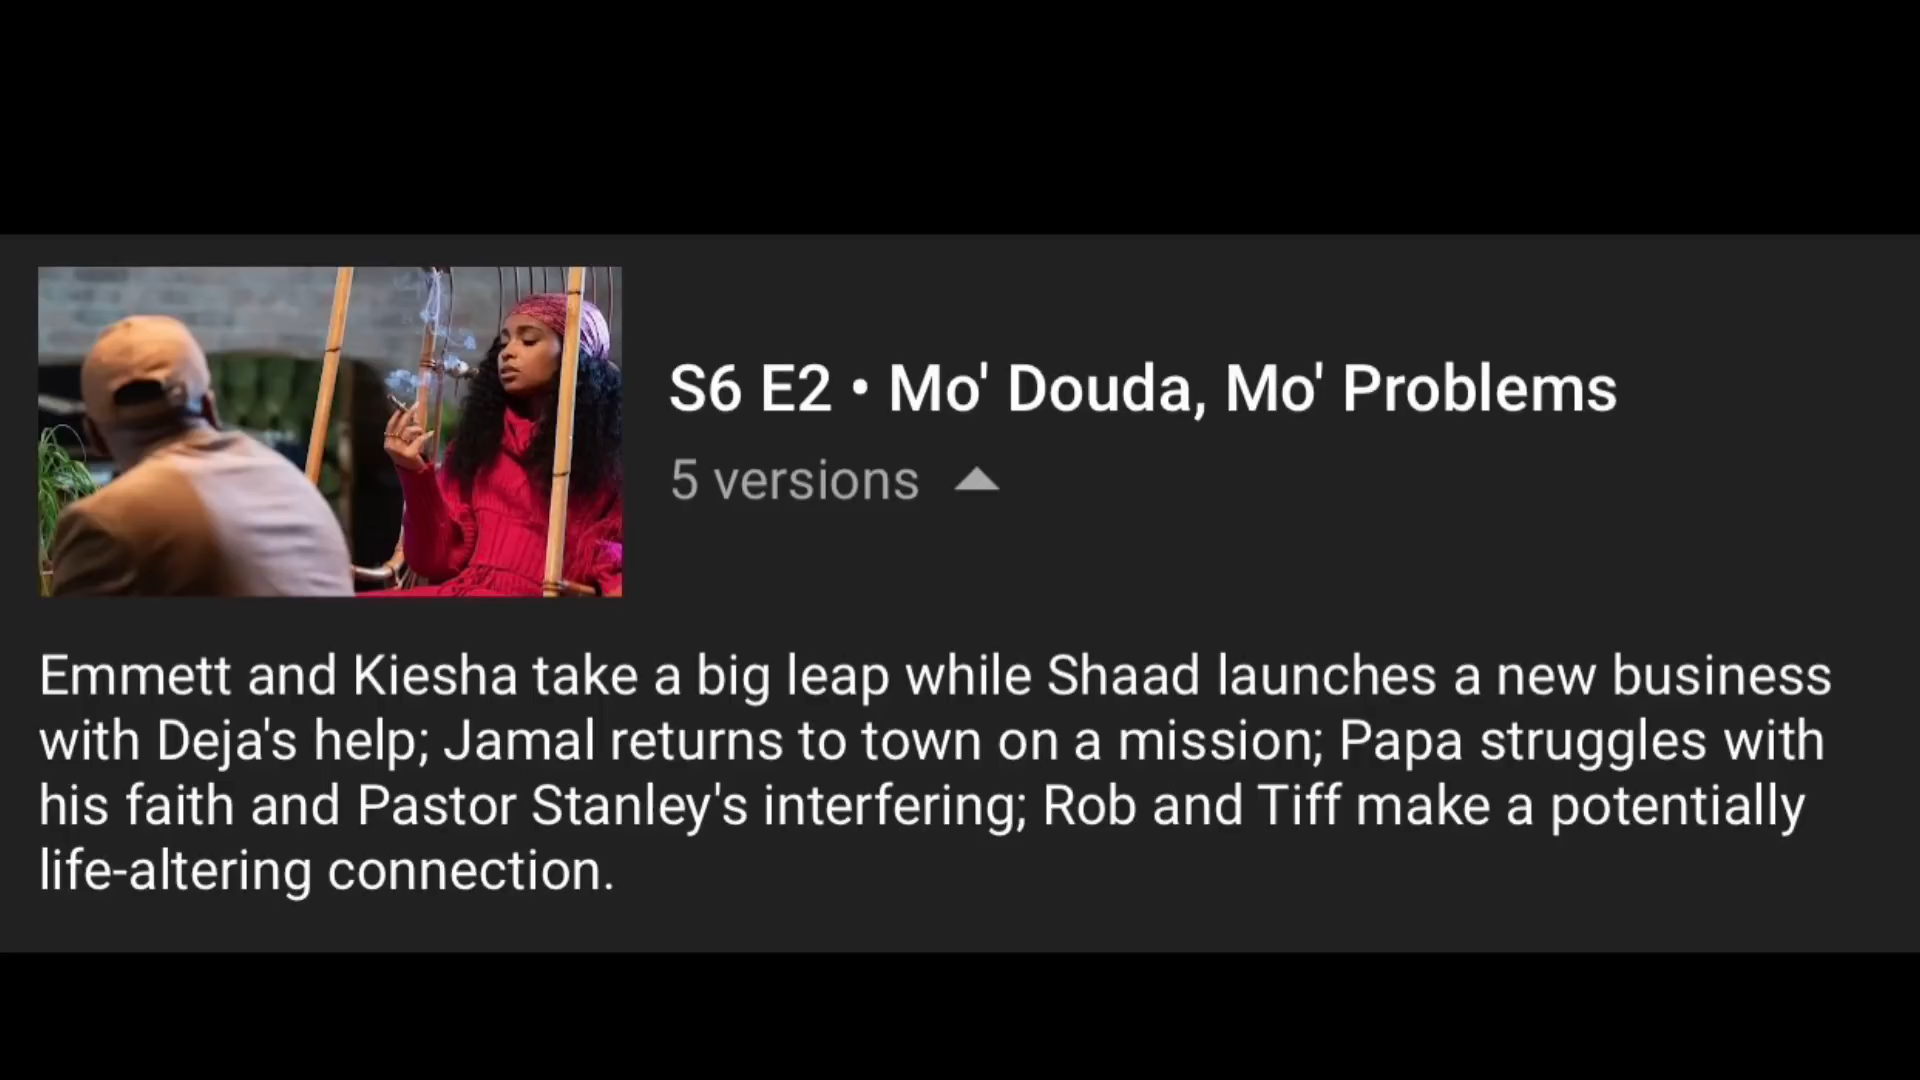 S6 E2 • Mo' Douda, Mo' Problems
5 versions
Emmett and Kiesha take a big leap while Shaad launches a new business
with Deja's help; Jamal returns to town on a mission; Papa struggles with
his faith and Pastor Stanley's interfering; Rob and Tiff make a potentially
life-altering connection.